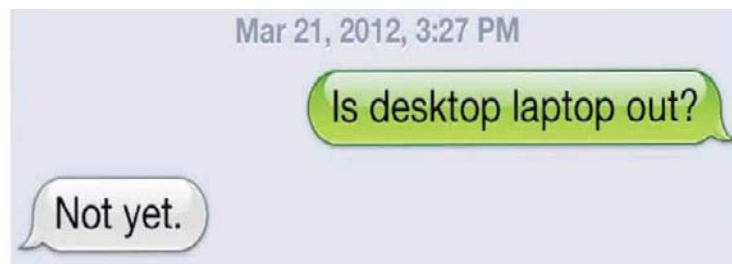 Mar 21, 2012, 3:27 PM
Is desktop laptop out?
Not yet.